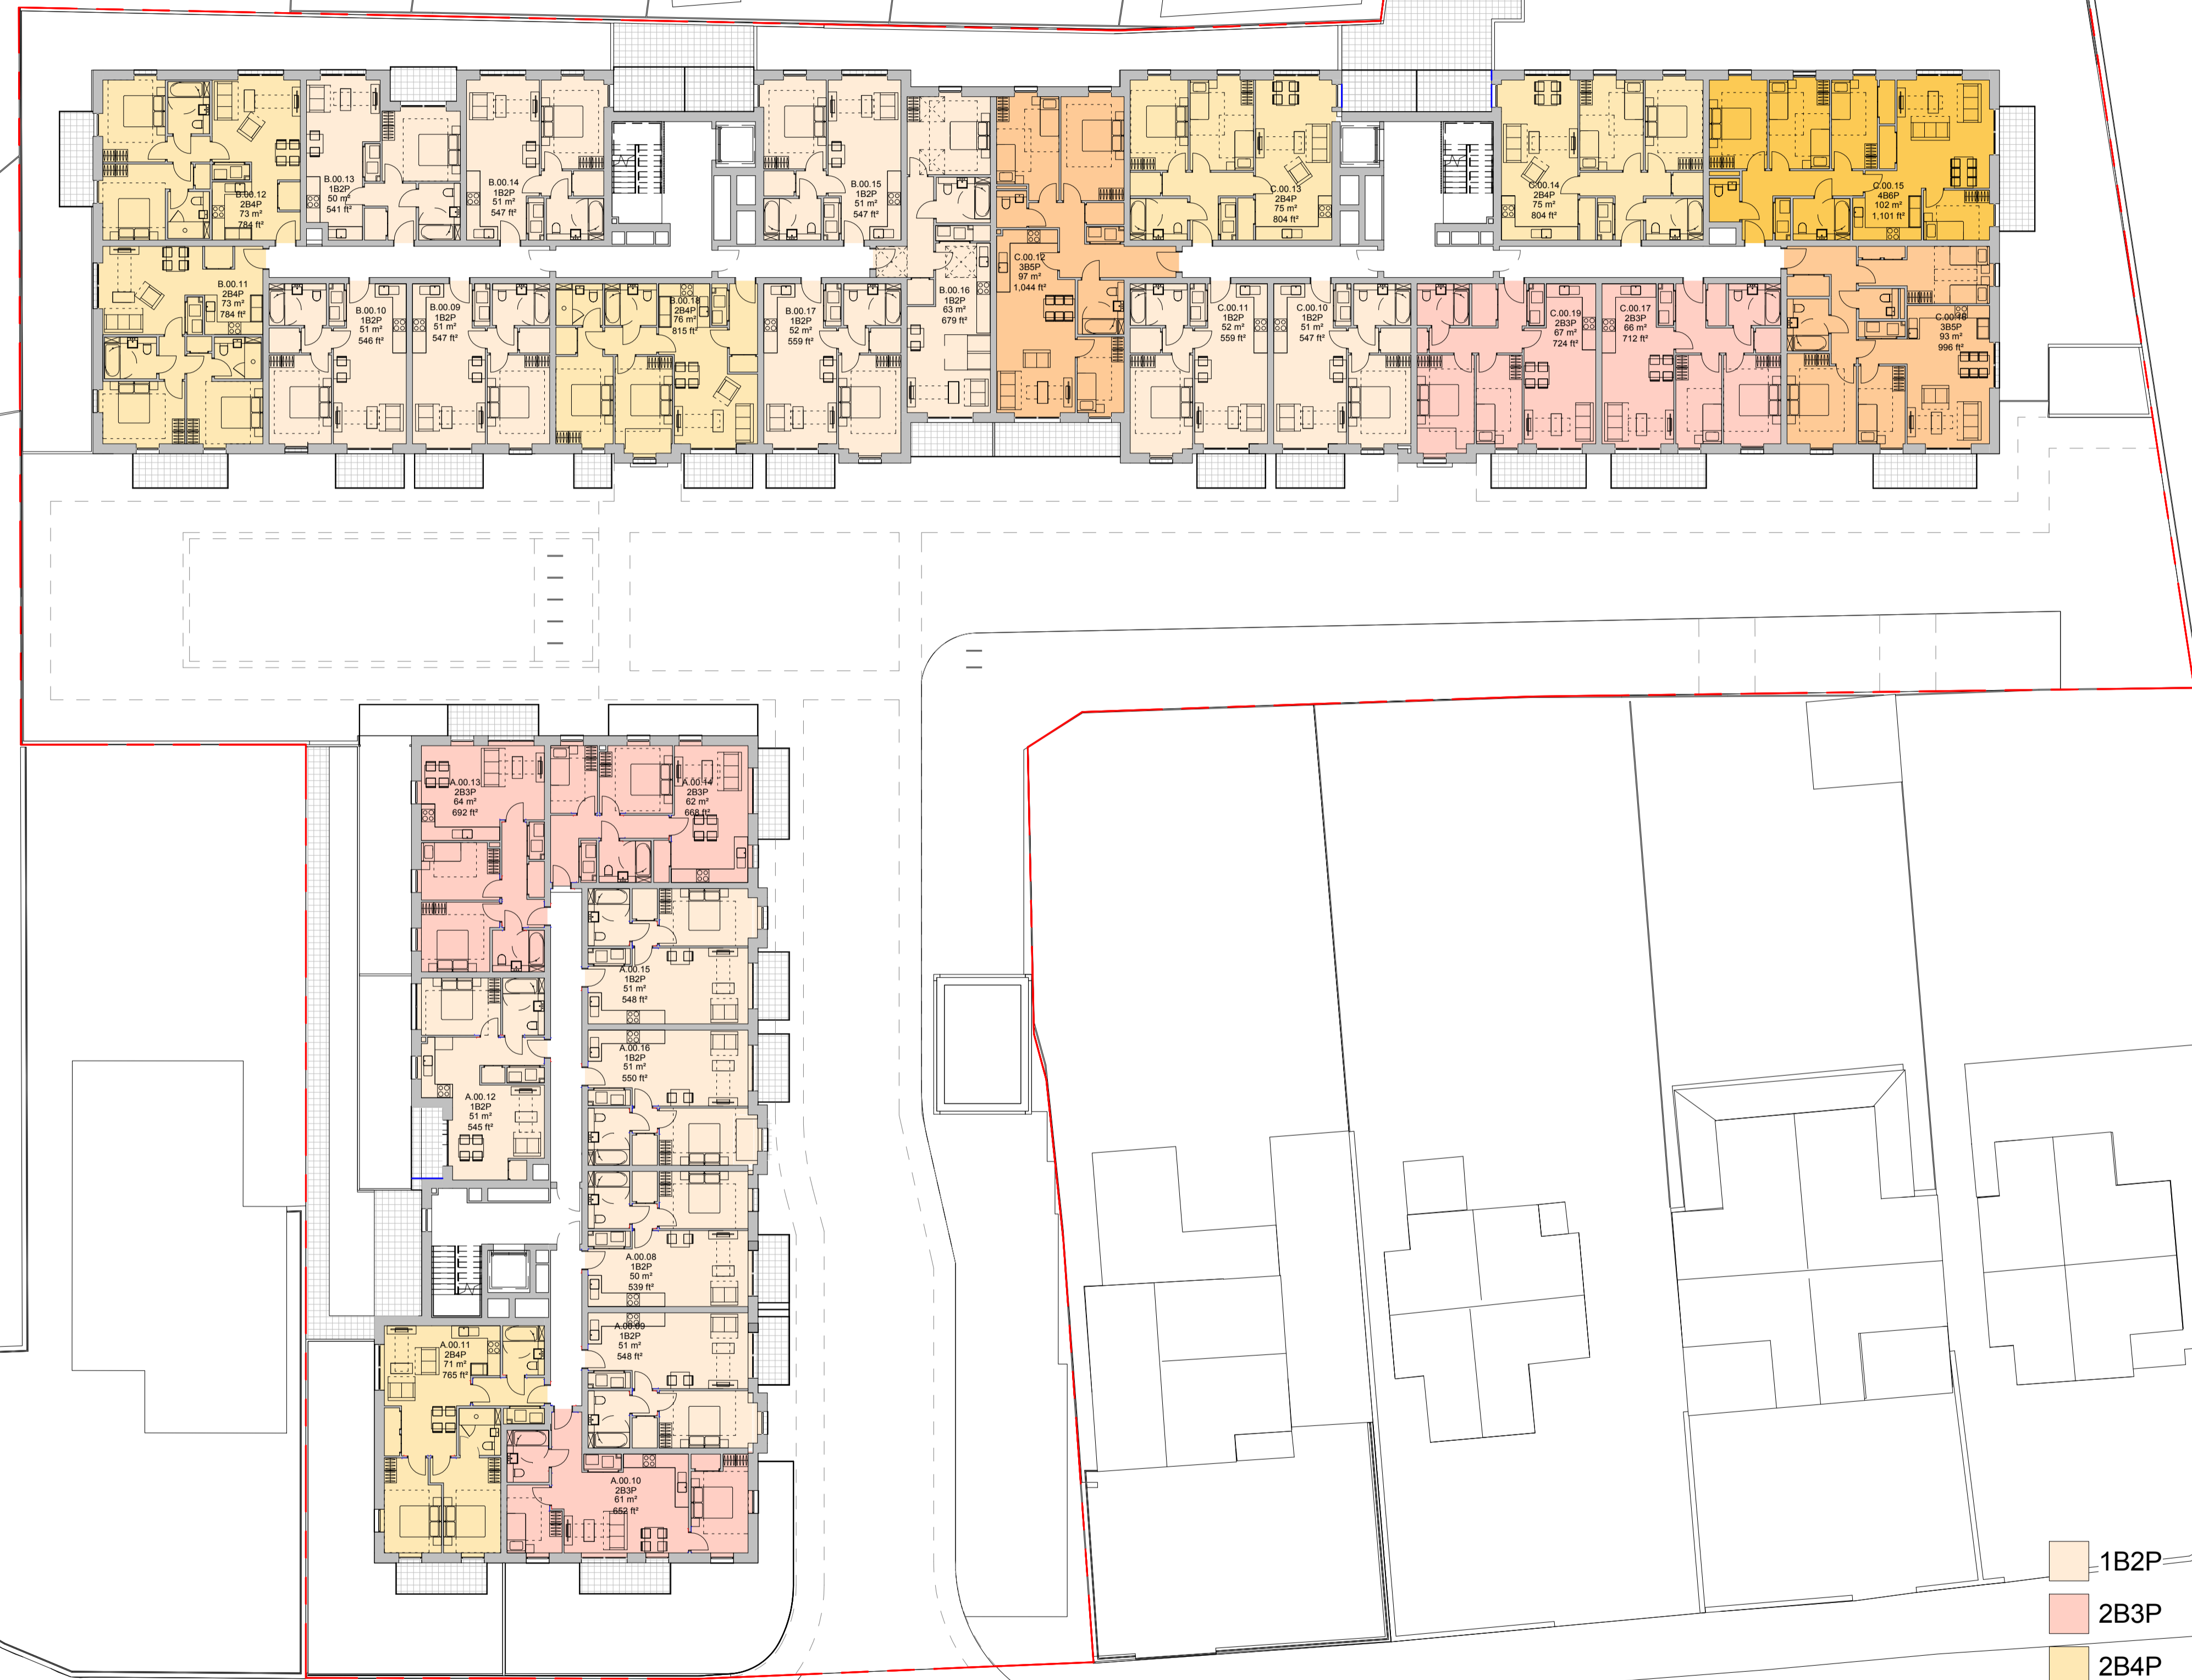 B.00.12
2B4P
73 m²
784 ft²
B.00.13
1B2P
50 m²
541 ft²
B.00.14
1B2P
51 m²
547 ft²
B.00.15
1B2P
51 m²
547 ft²
C.00.13
2B4P
75 m²
804 ft²
C.00.14
2B4P
75 m²
804 ft²
C.00.15
4B6P
102 m²
1,101 ft²
B.00.11
2B4P
73 m²
784 ft²
B.00.10
1B2P
51 m²
546 ft²
B.00.09
1B2P
51 m²
547 ft²
B.00.18
2B4P
76 m²
815 ft²
B.00.17
1B2P
52 m²
559 ft²
B.00.16
1B2P
63 m²
679 ft²
C.00.12
3B5P
97 m²
1,044 ft²
C.00.11
1B2P
52 m²
559 ft²
C.00.10
1B2P
51 m²
547 ft²
C.00.19
2B3P
67 m²
724 ft²
C.00.17
2B3P
66 m²
712 ft²
3B5P
93 m²
996 ft²
A.00.13
2B3P
64 m²
692 ft²
A.00.14
2B3P
62 m²
668 ft²
A.00.15
1B2P
51 m²
548 ft²
A.00.16
1B2P
51 m²
550 ft²
A.00.12
1B2P
51 m²
545 ft²
A.00.08
1B2P
50 m²
539 ft²
A.00.09
1B2P
51 m²
548 ft²
A.00.11
2B4P
71 m²
765 ft²
A.00.10
2B3P
61 m²
652 ft²
1B2P
2B3P
2B4P